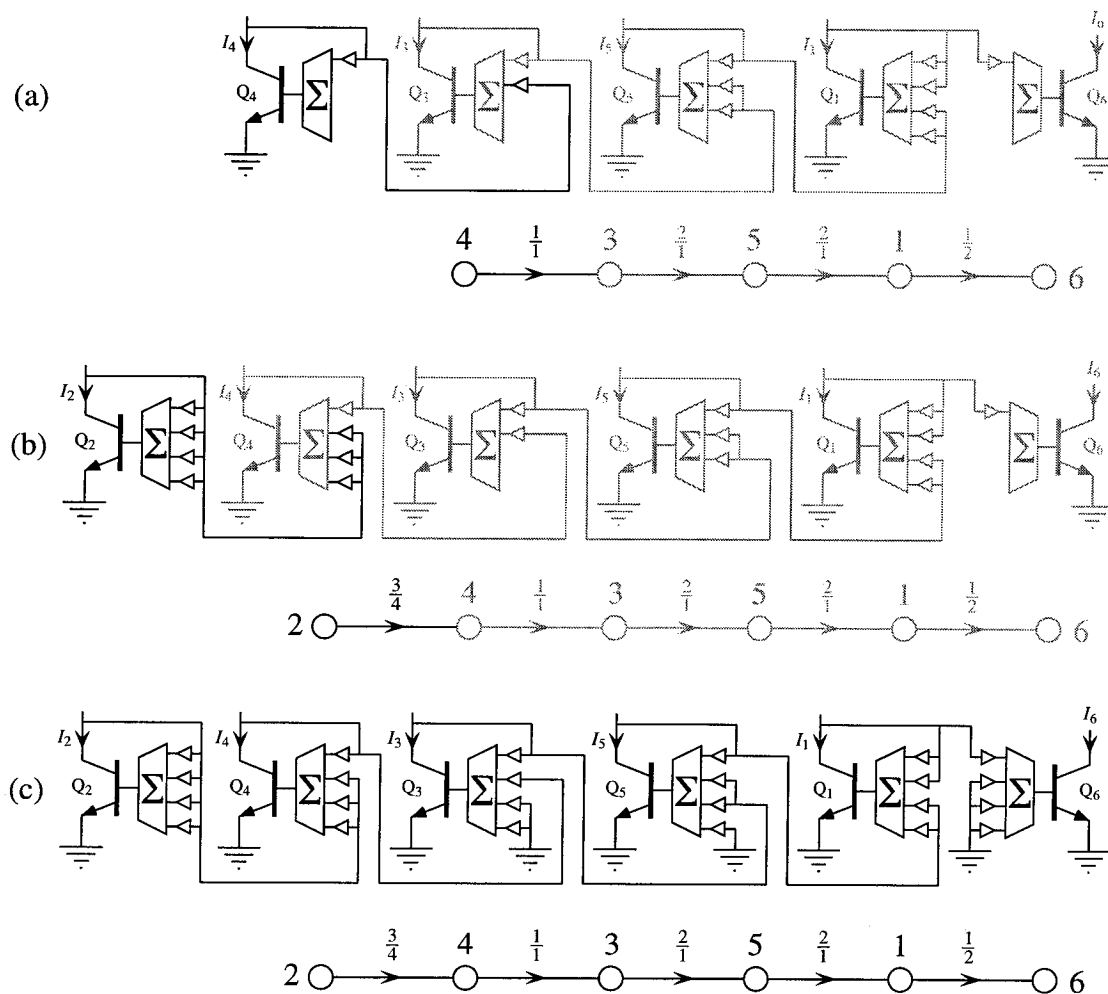 (a)
I4 I3 I5 I1 I6
Q4 Σ Q3 Σ Q5 Σ Q1 Σ Σ Q6
4 1/1 3 2/1 5 2/1 1 1/2 6
(b)
I2 I4 I3 I5 I1 I6
Q2 Σ Q4 Σ Q3 Σ Q5 Σ Q1 Σ Σ Q6
2 3/4 4 1/1 3 2/1 5 2/1 1 1/2 6
(c)
I2 I4 I3 I5 I1 I6
Q2 Σ Q4 Σ Q3 Σ Q5 Σ Q1 Σ Σ Q6
2 3/4 4 1/1 3 2/1 5 2/1 1 1/2 6